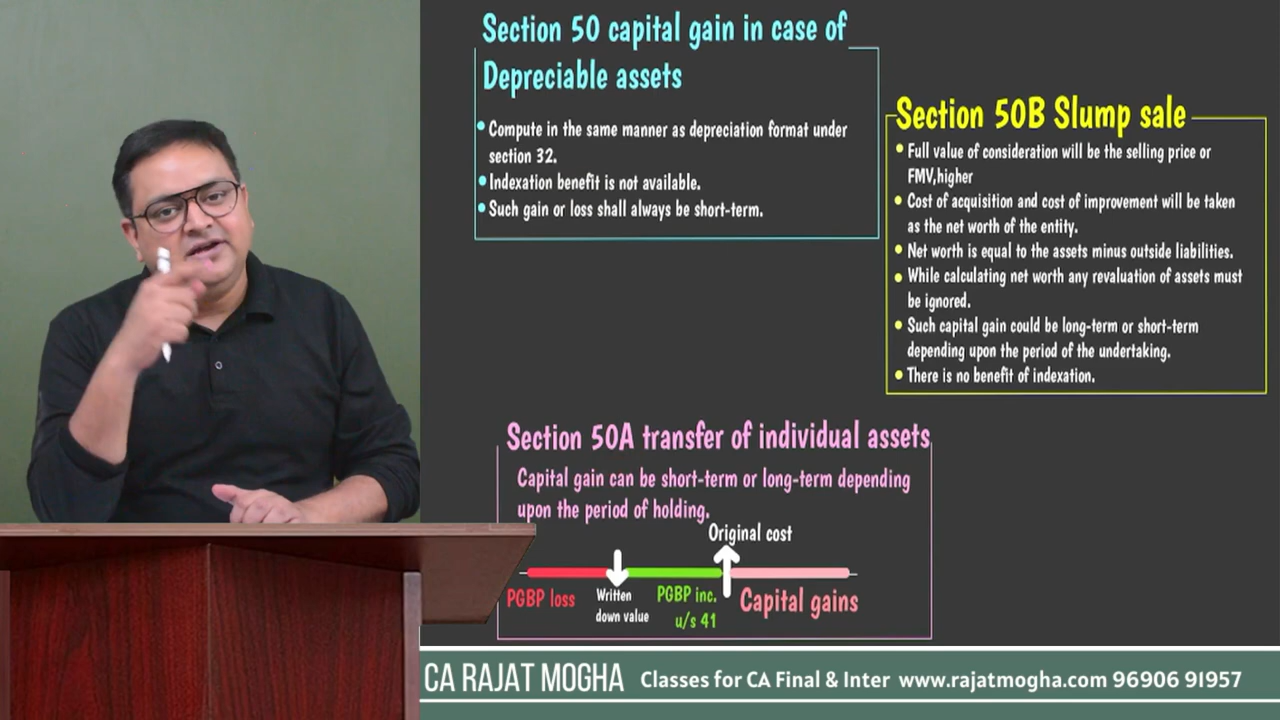 Section 50 capital gain in case of
Depreciable assets
• Compute in the same manner as depreciation format under
section 32.
• Indexation benefit is not available.
• Such gain or loss shall always be short-term.
Section 50B Slump sale
• Full value of consideration will be the selling price or
FMV,higher
• Cost of acquisition and cost of improvement will be taken
as the net worth of the entity.
• Net worth is equal to the assets minus outside liabilities.
• While calculating net worth any revaluation of assets must
be ignored.
• Such capital gain could be long-term or short-term
depending upon the period of the undertaking.
• There is no benefit of indexation.
Section 50A transfer of individual assets
Capital gain can be short-term or long-term depending
upon the period of holding.
Original cost
PGBP loss
Written
down value
PGBP inc.
u/s 41
Capital gains
CA RAJAT MOGHA Classes for CA Final & Inter www.rajatmogha.com 96906 91957